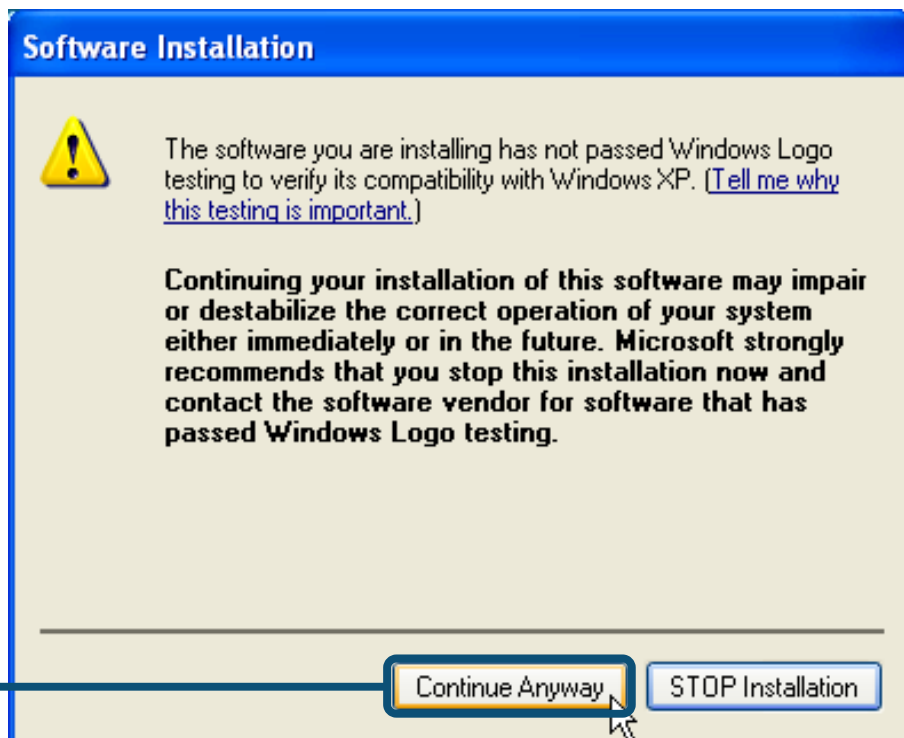 Software Installation
The software you are installing has not passed Windows Logo
testing to verify its compatibility with Windows XP. (Tell me why
this testing is important.)
Continuing your installation of this software may impair
or destabilize the correct operation of your system
either immediately or in the future. Microsoft strongly
recommends that you stop this installation now and
contact the software vendor for software that has
passed Windows Logo testing.
Continue Anyway
STOP Installation